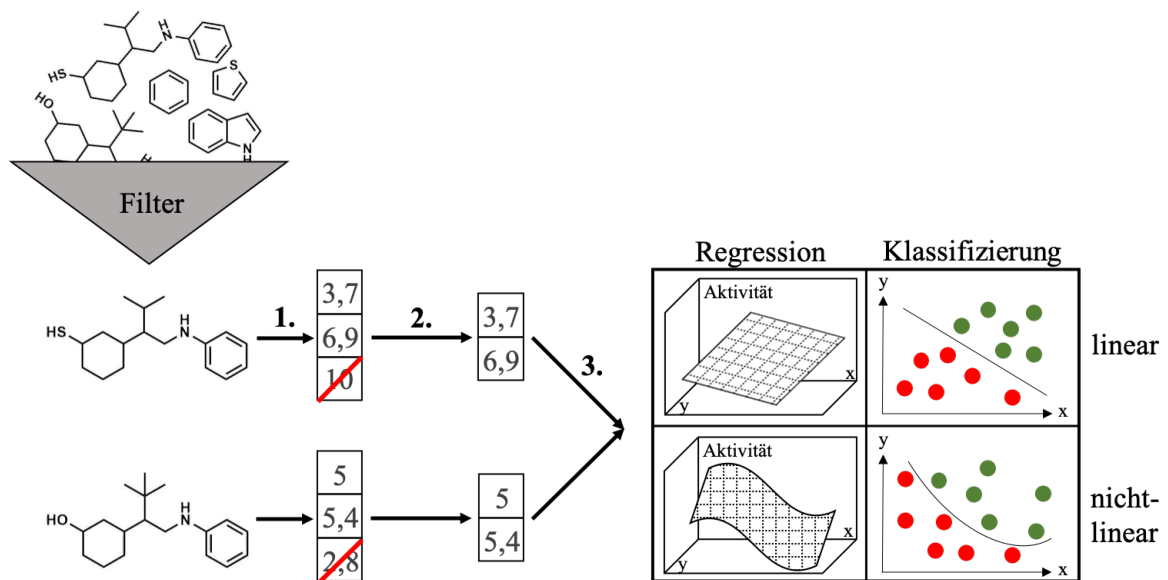 H
N
HS
S
HO
N
H
H
Filter
Regression
Klassifizierung
HS
H
N
1.
3,7
6,9
10
2.
3,7
6,9
3.
Aktivität
x
y
y
x
linear
HO
H
N
5
5,4
2,8
5
5,4
Aktivität
x
y
y
x
nicht-
linear